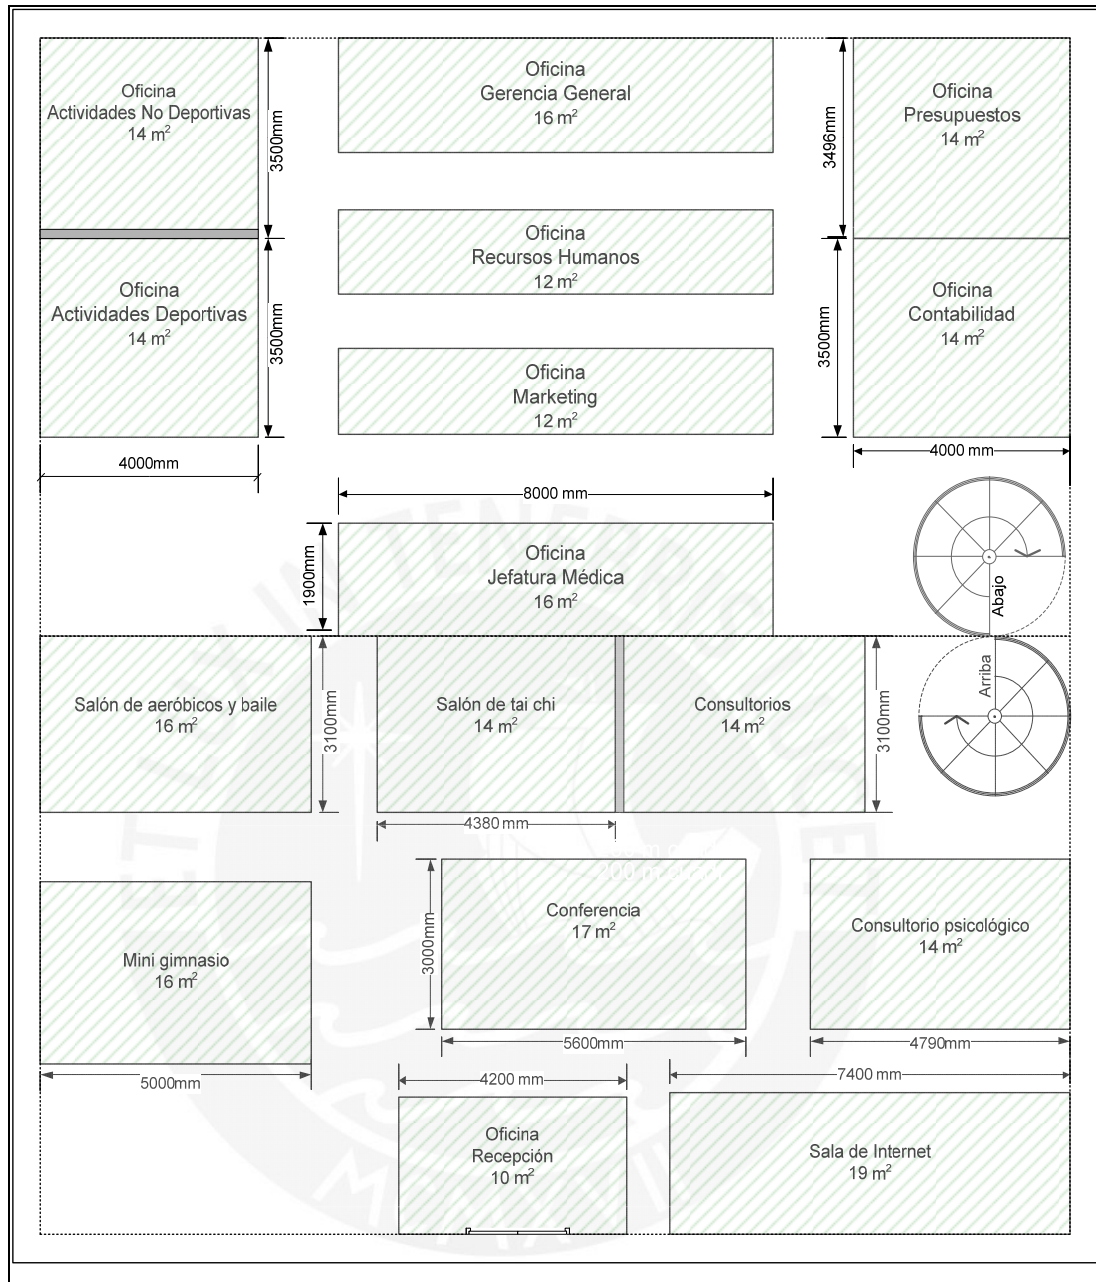 Oficina
Actividades No Deportivas
14 m²
3500mm
Oficina
Gerencia General
16 m²
3496mm
Oficina
Presupuestos
14 m²
Oficina
Recursos Humanos
12 m²
Oficina
Actividades Deportivas
14 m²
3500mm
3500mm
Oficina
Contabilidad
14 m²
Oficina
Marketing
12 m²
4000mm
4000 mm
8000 mm
1900mm
Oficina
Jefatura Médica
16 m²
Abajo
Arriba
Salón de aeróbicos y baile
16 m²
3100mm
Salón de tai chi
14 m²
Consultorios
14 m²
3100mm
4380 mm
Mini gimnasio
16 m²
3000mm
Conferencia
17 m²
Consultorio psicológico
14 m²
5600mm
4790mm
5000mm
4200 mm
7400 mm
Oficina
Recepción
10 m²
Sala de Internet
19 m²